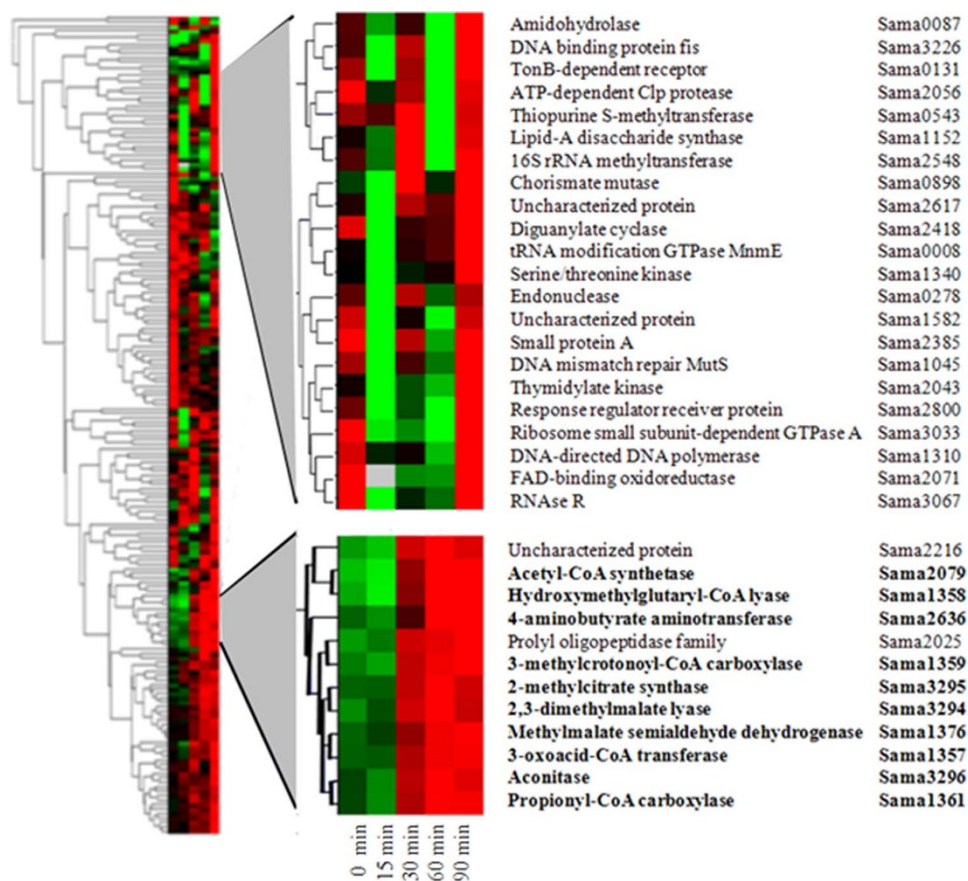 Amidohydrolase Sama0087
DNA binding protein fis Sama3226
TonB-dependent receptor Sama0131
ATP-dependent Clp protease Sama2056
Thiopurine S-methyltransferase Sama0543
Lipid-A disaccharide synthase Sama1152
16S rRNA methyltransferase Sama2548
Chorismate mutase Sama0898
Uncharacterized protein Sama2617
Diguanylate cyclase Sama2418
tRNA modification GTPase MnmE Sama0008
Serine/threonine kinase Sama1340
Endonuclease Sama0278
Uncharacterized protein Sama1582
Small protein A Sama2385
DNA mismatch repair MutS Sama1045
Thymidylate kinase Sama2043
Response regulator receiver protein Sama2800
Ribosome small subunit-dependent GTPase A Sama3033
DNA-directed DNA polymerase Sama1310
FAD-binding oxidoreductase Sama2071
RNAse R Sama3067
Uncharacterized protein Sama2216
Acetyl-CoA synthetase Sama2079
Hydroxymethylglutaryl-CoA lyase Sama1358
4-aminobutyrate aminotransferase Sama2636
Prolyl oligopeptidase family Sama2025
3-methylcrotonoyl-CoA carboxylase Sama1359
2-methylcitrate synthase Sama3295
2,3-dimethylmalate lyase Sama3294
Methylmalate semialdehyde dehydrogenase Sama1376
3-oxoacid-CoA transferase Sama1357
Aconitase Sama3296
Propionyl-CoA carboxylase Sama1361
0 min
15 min
30 min
60 min
90 min